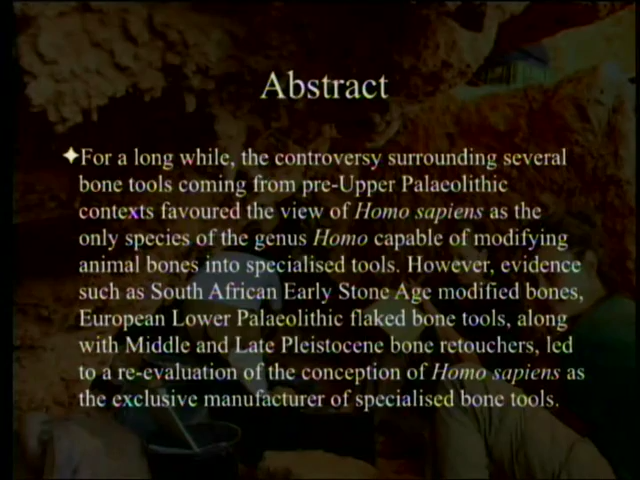 Abstract
For a long while, the controversy surrounding several
bone tools coming from pre-Upper Palaeolithic
contexts favoured the view of Homo sapiens as the
only species of the genus Homo capable of modifying
animal bones into specialised tools. However, evidence
such as South African Early Stone Age modified bones,
European Lower Palaeolithic flaked bone tools, along
with Middle and Late Pleistocene bone retouchers, led
to a re-evaluation of the conception of Homo sapiens as
the exclusive manufacturer of specialised bone tools.